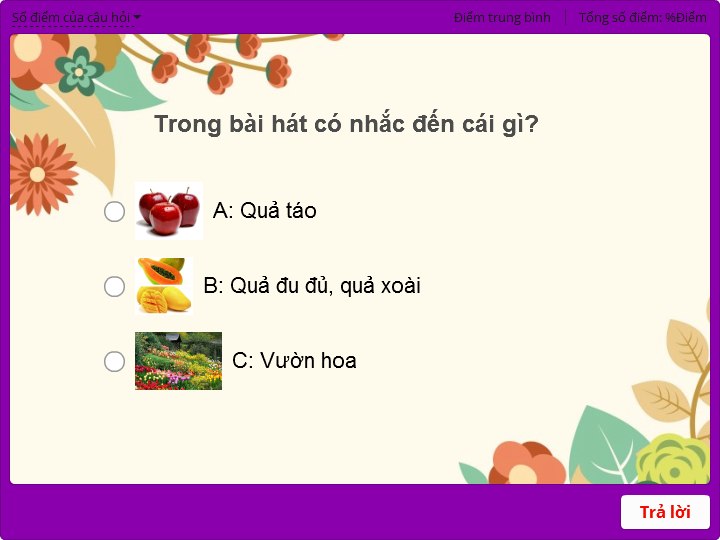 Số điểm của câu hỏi
Điểm trung bình
Tổng số điểm: %Điểm
Trong bài hát có nhắc đến cái gì?
A: Quả táo
B: Quả đu đủ, quả xoài
C: Vườn hoa
Trả lời